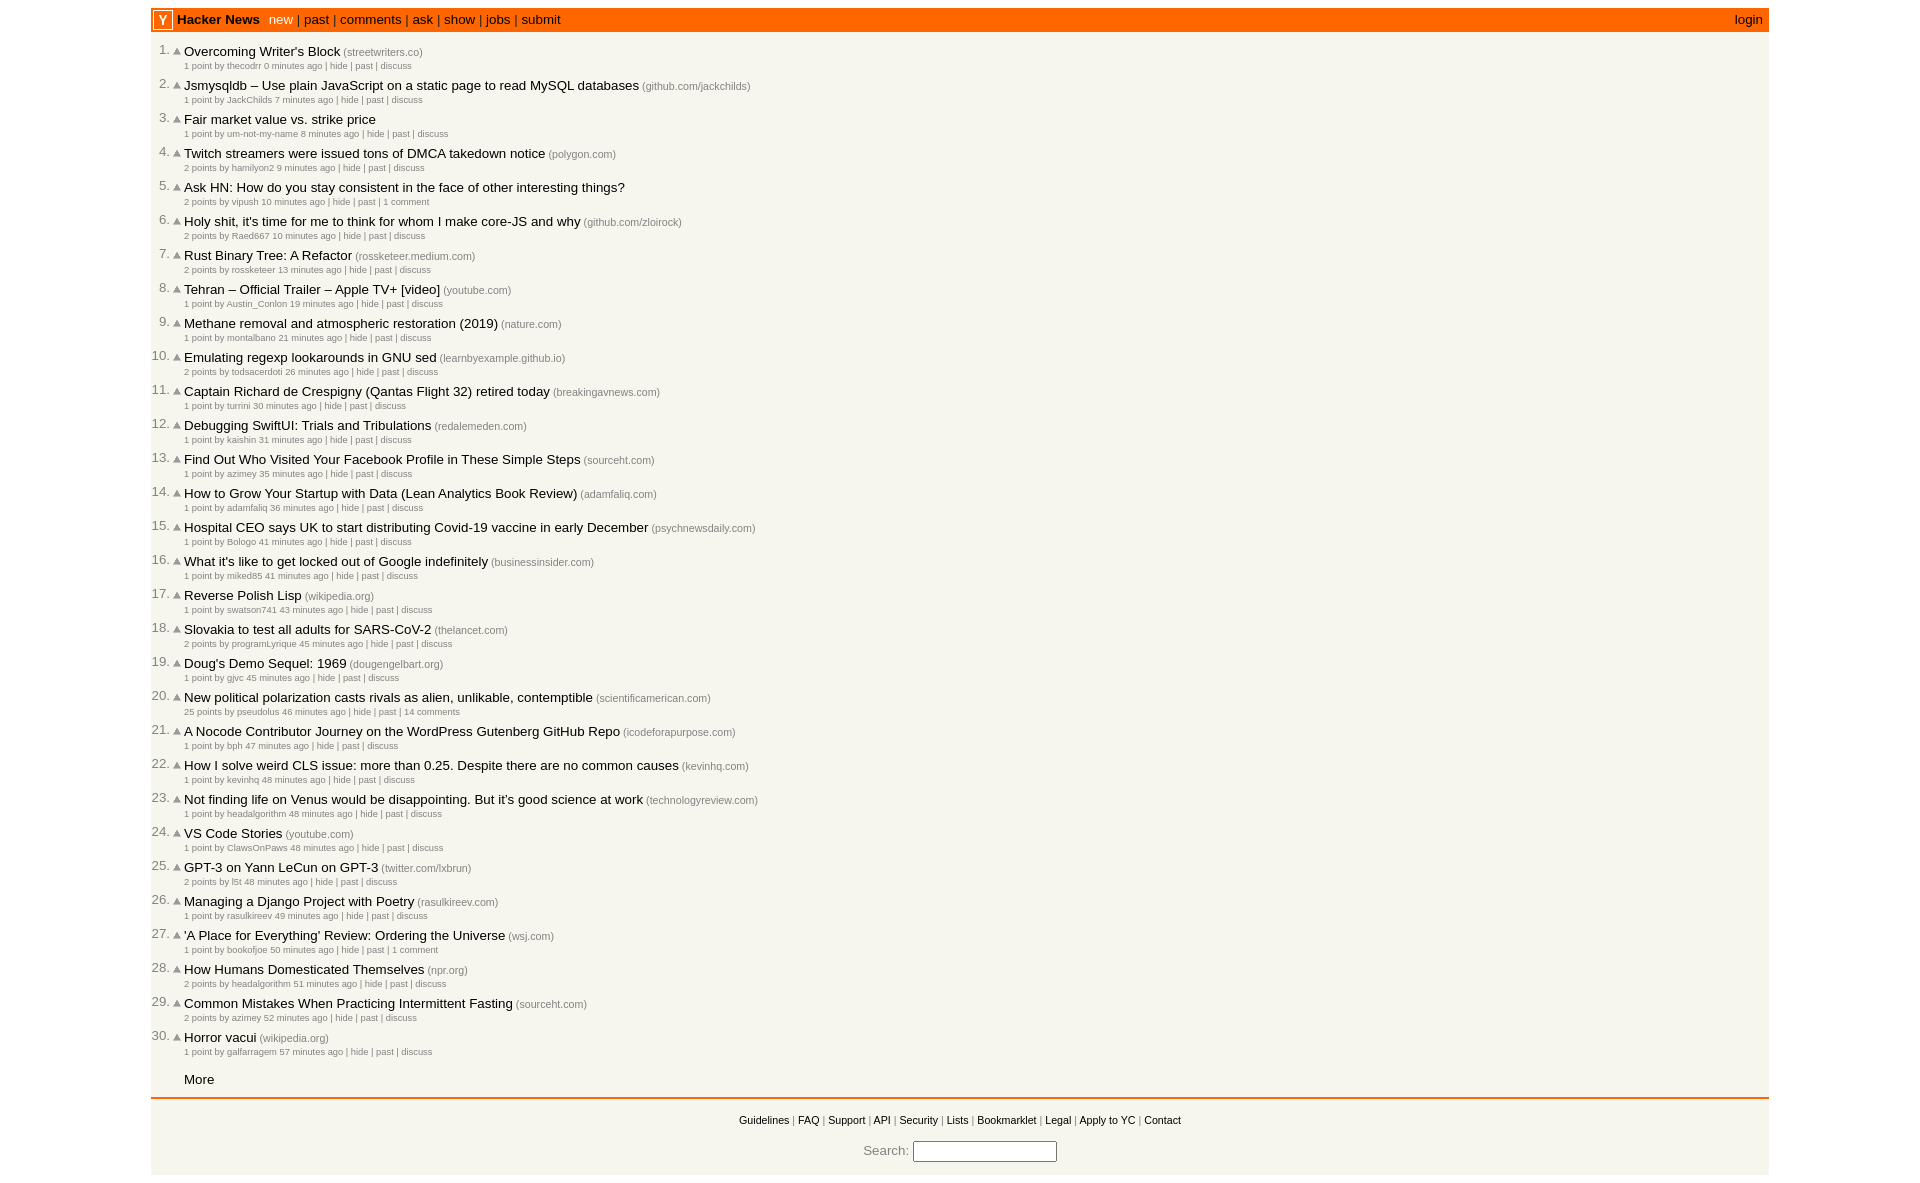 Y Hacker News new | past | comments | ask | show | jobs | submit login
1. Overcoming Writer's Block (streetwriters.co)
1 point by thecodrr 0 minutes ago | hide | past | discuss
2. Jsmysqldb – Use plain JavaScript on a static page to read MySQL databases (github.com/jackchilds)
1 point by JackChilds 7 minutes ago | hide | past | discuss
3. Fair market value vs. strike price
1 point by um-not-my-name 8 minutes ago | hide | past | discuss
4. Twitch streamers were issued tons of DMCA takedown notice (polygon.com)
2 points by hamilyon2 9 minutes ago | hide | past | discuss
5. Ask HN: How do you stay consistent in the face of other interesting things?
2 points by vipush 10 minutes ago | hide | past | 1 comment
6. Holy shit, it's time for me to think for whom I make core-JS and why (github.com/zloirock)
2 points by Raed667 10 minutes ago | hide | past | discuss
7. Rust Binary Tree: A Refactor (rossketeer.medium.com)
2 points by rossketeer 13 minutes ago | hide | past | discuss
8. Tehran – Official Trailer – Apple TV+ [video] (youtube.com)
1 point by Austin_Conlon 19 minutes ago | hide | past | discuss
9. Methane removal and atmospheric restoration (2019) (nature.com)
1 point by montalbano 21 minutes ago | hide | past | discuss
10. Emulating regexp lookarounds in GNU sed (learnbyexample.github.io)
2 points by todsacerdoti 26 minutes ago | hide | past | discuss
11. Captain Richard de Crespigny (Qantas Flight 32) retired today (breakingavnews.com)
1 point by turrini 30 minutes ago | hide | past | discuss
12. Debugging SwiftUI: Trials and Tribulations (redalemeden.com)
1 point by kaishin 31 minutes ago | hide | past | discuss
13. Find Out Who Visited Your Facebook Profile in These Simple Steps (sourceht.com)
1 point by azimey 35 minutes ago | hide | past | discuss
14. How to Grow Your Startup with Data (Lean Analytics Book Review) (adamfaliq.com)
1 point by adamfaliq 36 minutes ago | hide | past | discuss
15. Hospital CEO says UK to start distributing Covid-19 vaccine in early December (psychnewsdaily.com)
1 point by Bologo 41 minutes ago | hide | past | discuss
16. What it's like to get locked out of Google indefinitely (businessinsider.com)
1 point by miked85 41 minutes ago | hide | past | discuss
17. Reverse Polish Lisp (wikipedia.org)
1 point by swatson741 43 minutes ago | hide | past | discuss
18. Slovakia to test all adults for SARS-CoV-2 (thelancet.com)
2 points by programLyrique 45 minutes ago | hide | past | discuss
19. Doug's Demo Sequel: 1969 (dougengelbart.org)
1 point by gjvc 45 minutes ago | hide | past | discuss
20. New political polarization casts rivals as alien, unlikable, contemptible (scientificamerican.com)
25 points by pseudolus 46 minutes ago | hide | past | 14 comments
21. A Nocode Contributor Journey on the WordPress Gutenberg GitHub Repo (icodeforapurpose.com)
1 point by bph 47 minutes ago | hide | past | discuss
22. How I solve weird CLS issue: more than 0.25. Despite there are no common causes (kevinhq.com)
1 point by kevinhq 48 minutes ago | hide | past | discuss
23. Not finding life on Venus would be disappointing. But it's good science at work (technologyreview.com)
1 point by headalgorithm 48 minutes ago | hide | past | discuss
24. VS Code Stories (youtube.com)
1 point by ClawsOnPaws 48 minutes ago | hide | past | discuss
25. GPT-3 on Yann LeCun on GPT-3 (twitter.com/lxbrun)
2 points by l5t 48 minutes ago | hide | past | discuss
26. Managing a Django Project with Poetry (rasulkireev.com)
1 point by rasulkireev 49 minutes ago | hide | past | discuss
27. 'A Place for Everything' Review: Ordering the Universe (wsj.com)
1 point by bookofjoe 50 minutes ago | hide | past | 1 comment
28. How Humans Domesticated Themselves (npr.org)
2 points by headalgorithm 51 minutes ago | hide | past | discuss
29. Common Mistakes When Practicing Intermittent Fasting (sourceht.com)
2 points by azimey 52 minutes ago | hide | past | discuss
30. Horror vacui (wikipedia.org)
1 point by galfarragem 57 minutes ago | hide | past | discuss
More
Guidelines | FAQ | Support | API | Security | Lists | Bookmarklet | Legal | Apply to YC | Contact
Search: